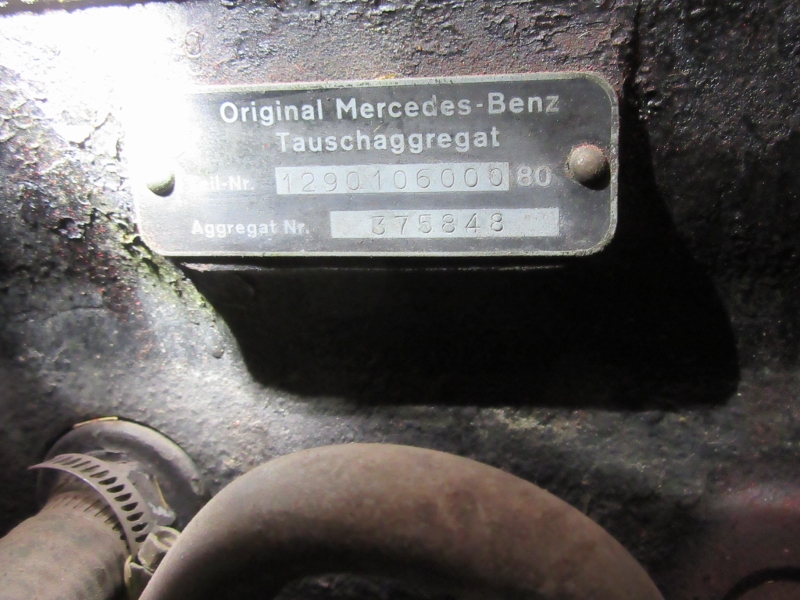 Original Mercedes-Benz
Tauschaggregat
Teil-Nr. 1290106000 80
Aggregat Nr. 375848